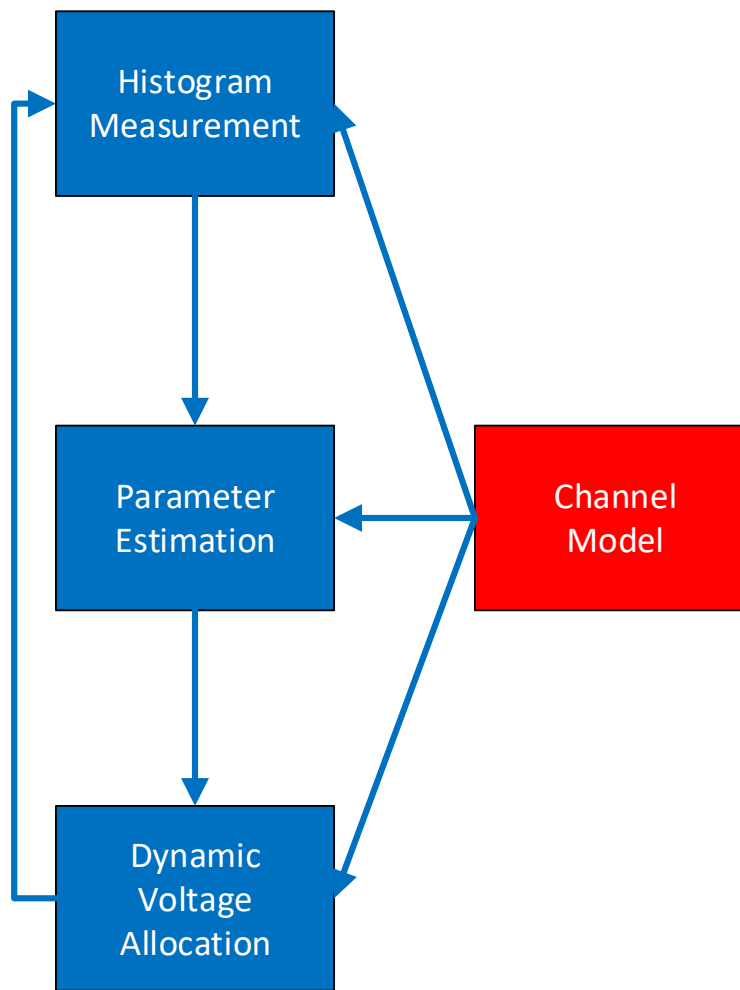 Histogram
Measurement
Parameter
Estimation
Channel
Model
Dynamic
Voltage
Allocation